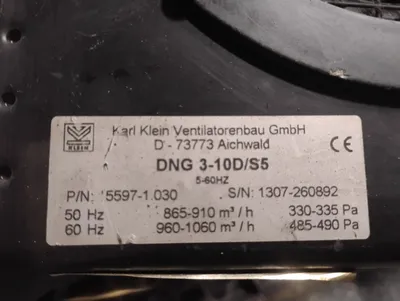 KLEIN
Karl Klein Ventilatorenbau GmbH
D - 73773 Aichwald
CE
DNG 3-10D/S5
5-60HZ
P/N: 5597-1.030 S/N: 1307-260892
50 Hz 865-910 m³ / h 330-335 Pa
60 Hz 960-1060 m³ / h 485-490 Pa